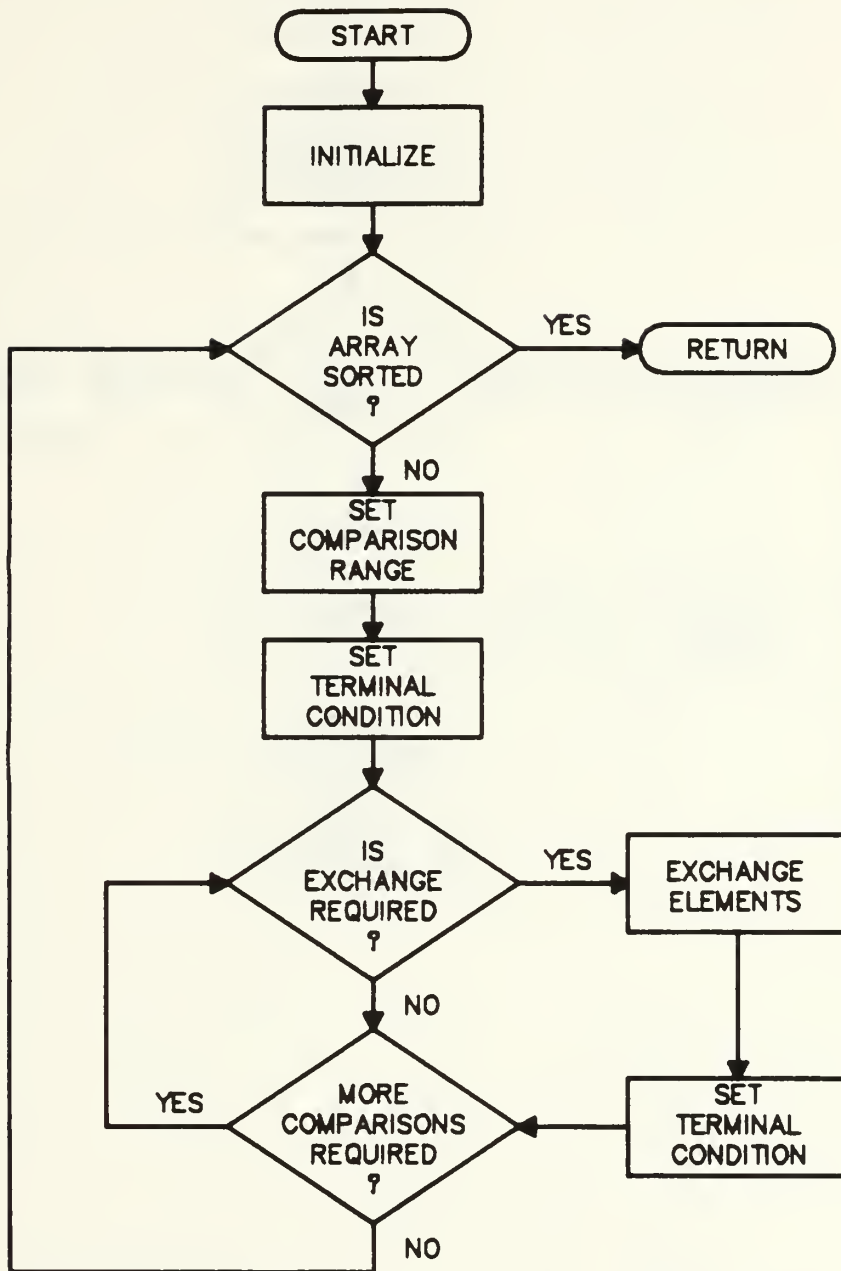 START
INITIALIZE
IS
ARRAY
SORTED
?
YES
RETURN
NO
SET
COMPARISON
RANGE
SET
TERMINAL
CONDITION
IS
EXCHANGE
REQUIRED
?
YES
EXCHANGE
ELEMENTS
NO
YES
MORE
COMPARISONS
REQUIRED
?
SET
TERMINAL
CONDITION
NO